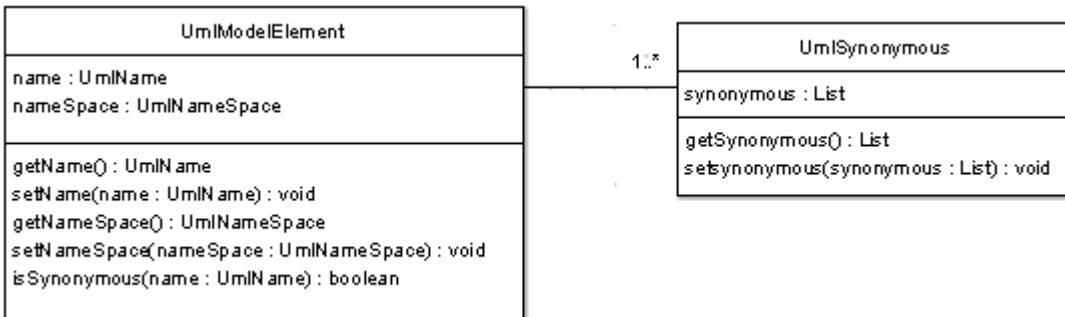 UmlModelElement
name : UmlName
nameSpace : UmlNameSpace
getName() : UmlName
setName(name : UmlName) : void
getNameSpace() : UmlNameSpace
setNameSpace(nameSpace : UmlNameSpace) : void
isSynonymous(name : UmlName) : boolean
1..*
UmlSynonymous
synonymous : List
getSynonymous() : List
setsynonymous(synonymous : List) : void